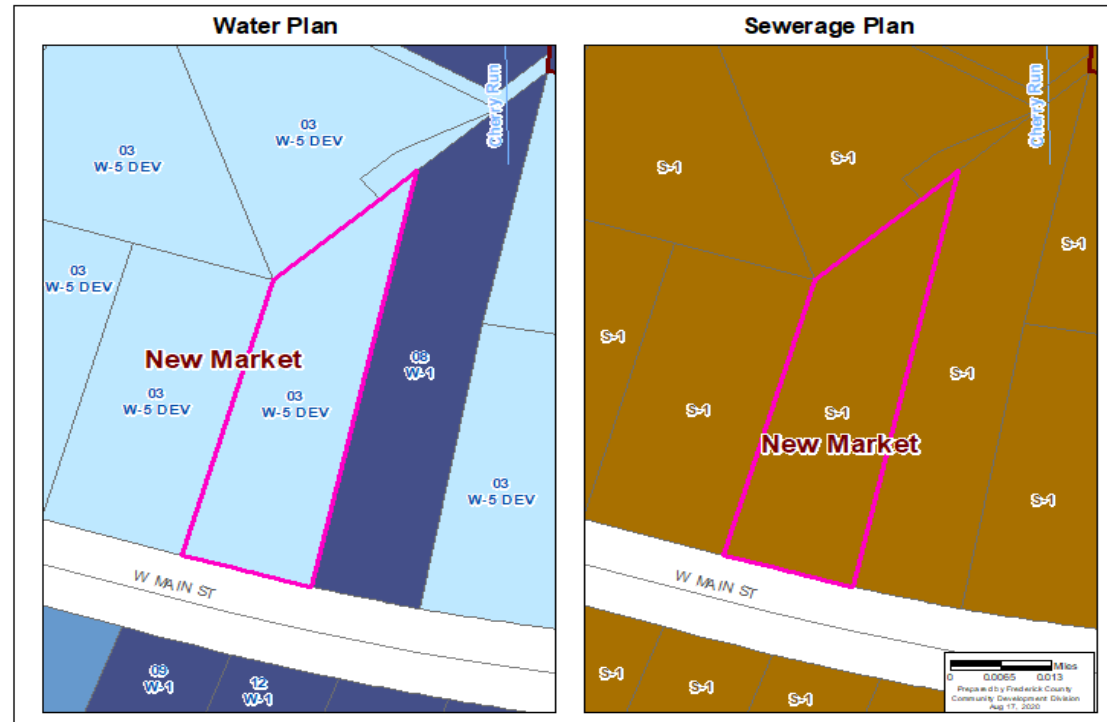 Water Plan
Cherry Run
03
W-5 DEV
03
W-5 DEV
03
W-5 DEV
New Market
08
W-1
03
W-5 DEV
03
W-5 DEV
03
W-5 DEV
W MAIN ST
09
W-1
12
W-1
Sewerage Plan
Cherry Run
S-1
S-1
S-1
S-1
S-1
S-1
S-1
New Market
S-1
W MAIN ST
S-1
S-1
S-1
Miles
0 0.0065 0.013
Prepared by Frederick County
Community Development Division
Aug 17, 2020